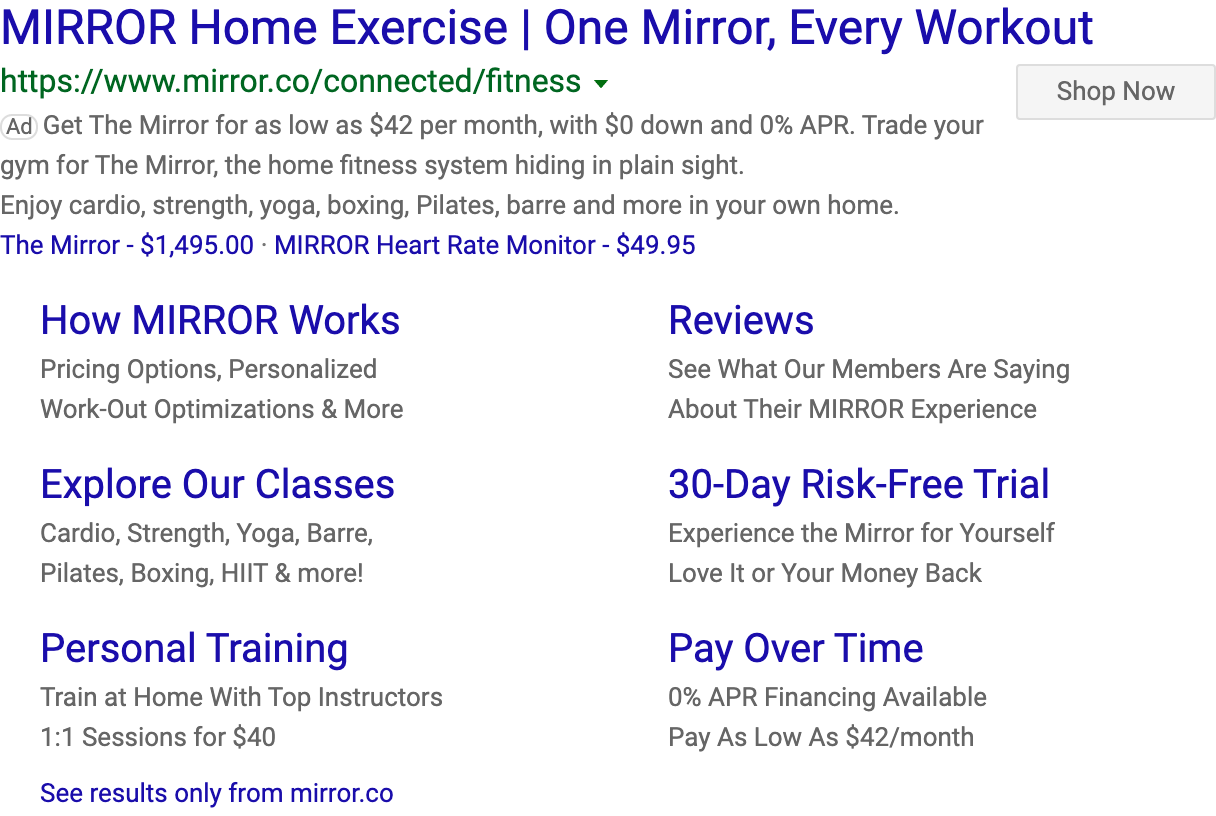 MIRROR Home Exercise | One Mirror, Every Workout
https://www.mirror.co/connected/fitness
Shop Now
Ad Get The Mirror for as low as $42 per month, with $0 down and 0% APR. Trade your
gym for The Mirror, the home fitness system hiding in plain sight.
Enjoy cardio, strength, yoga, boxing, Pilates, barre and more in your own home.
The Mirror - $1,495.00 · MIRROR Heart Rate Monitor - $49.95
How MIRROR Works
Pricing Options, Personalized
Work-Out Optimizations & More
Reviews
See What Our Members Are Saying
About Their MIRROR Experience
Explore Our Classes
Cardio, Strength, Yoga, Barre,
Pilates, Boxing, HIIT & more!
30-Day Risk-Free Trial
Experience the Mirror for Yourself
Love It or Your Money Back
Personal Training
Train at Home With Top Instructors
1:1 Sessions for $40
Pay Over Time
0% APR Financing Available
Pay As Low As $42/month
See results only from mirror.co